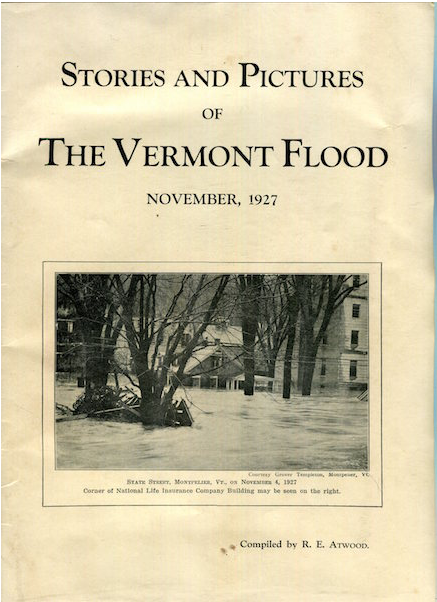 STORIES AND PICTURES
OF
THE VERMONT FLOOD
NOVEMBER, 1927
Courtesy Grover Templeton, Montpelier, Vt.
STATE STREET, MONTPELIER, VT., ON NOVEMBER 4, 1927
Corner of National Life Insurance Company Building may be seen on the right.
Compiled by R. E. ATWOOD.